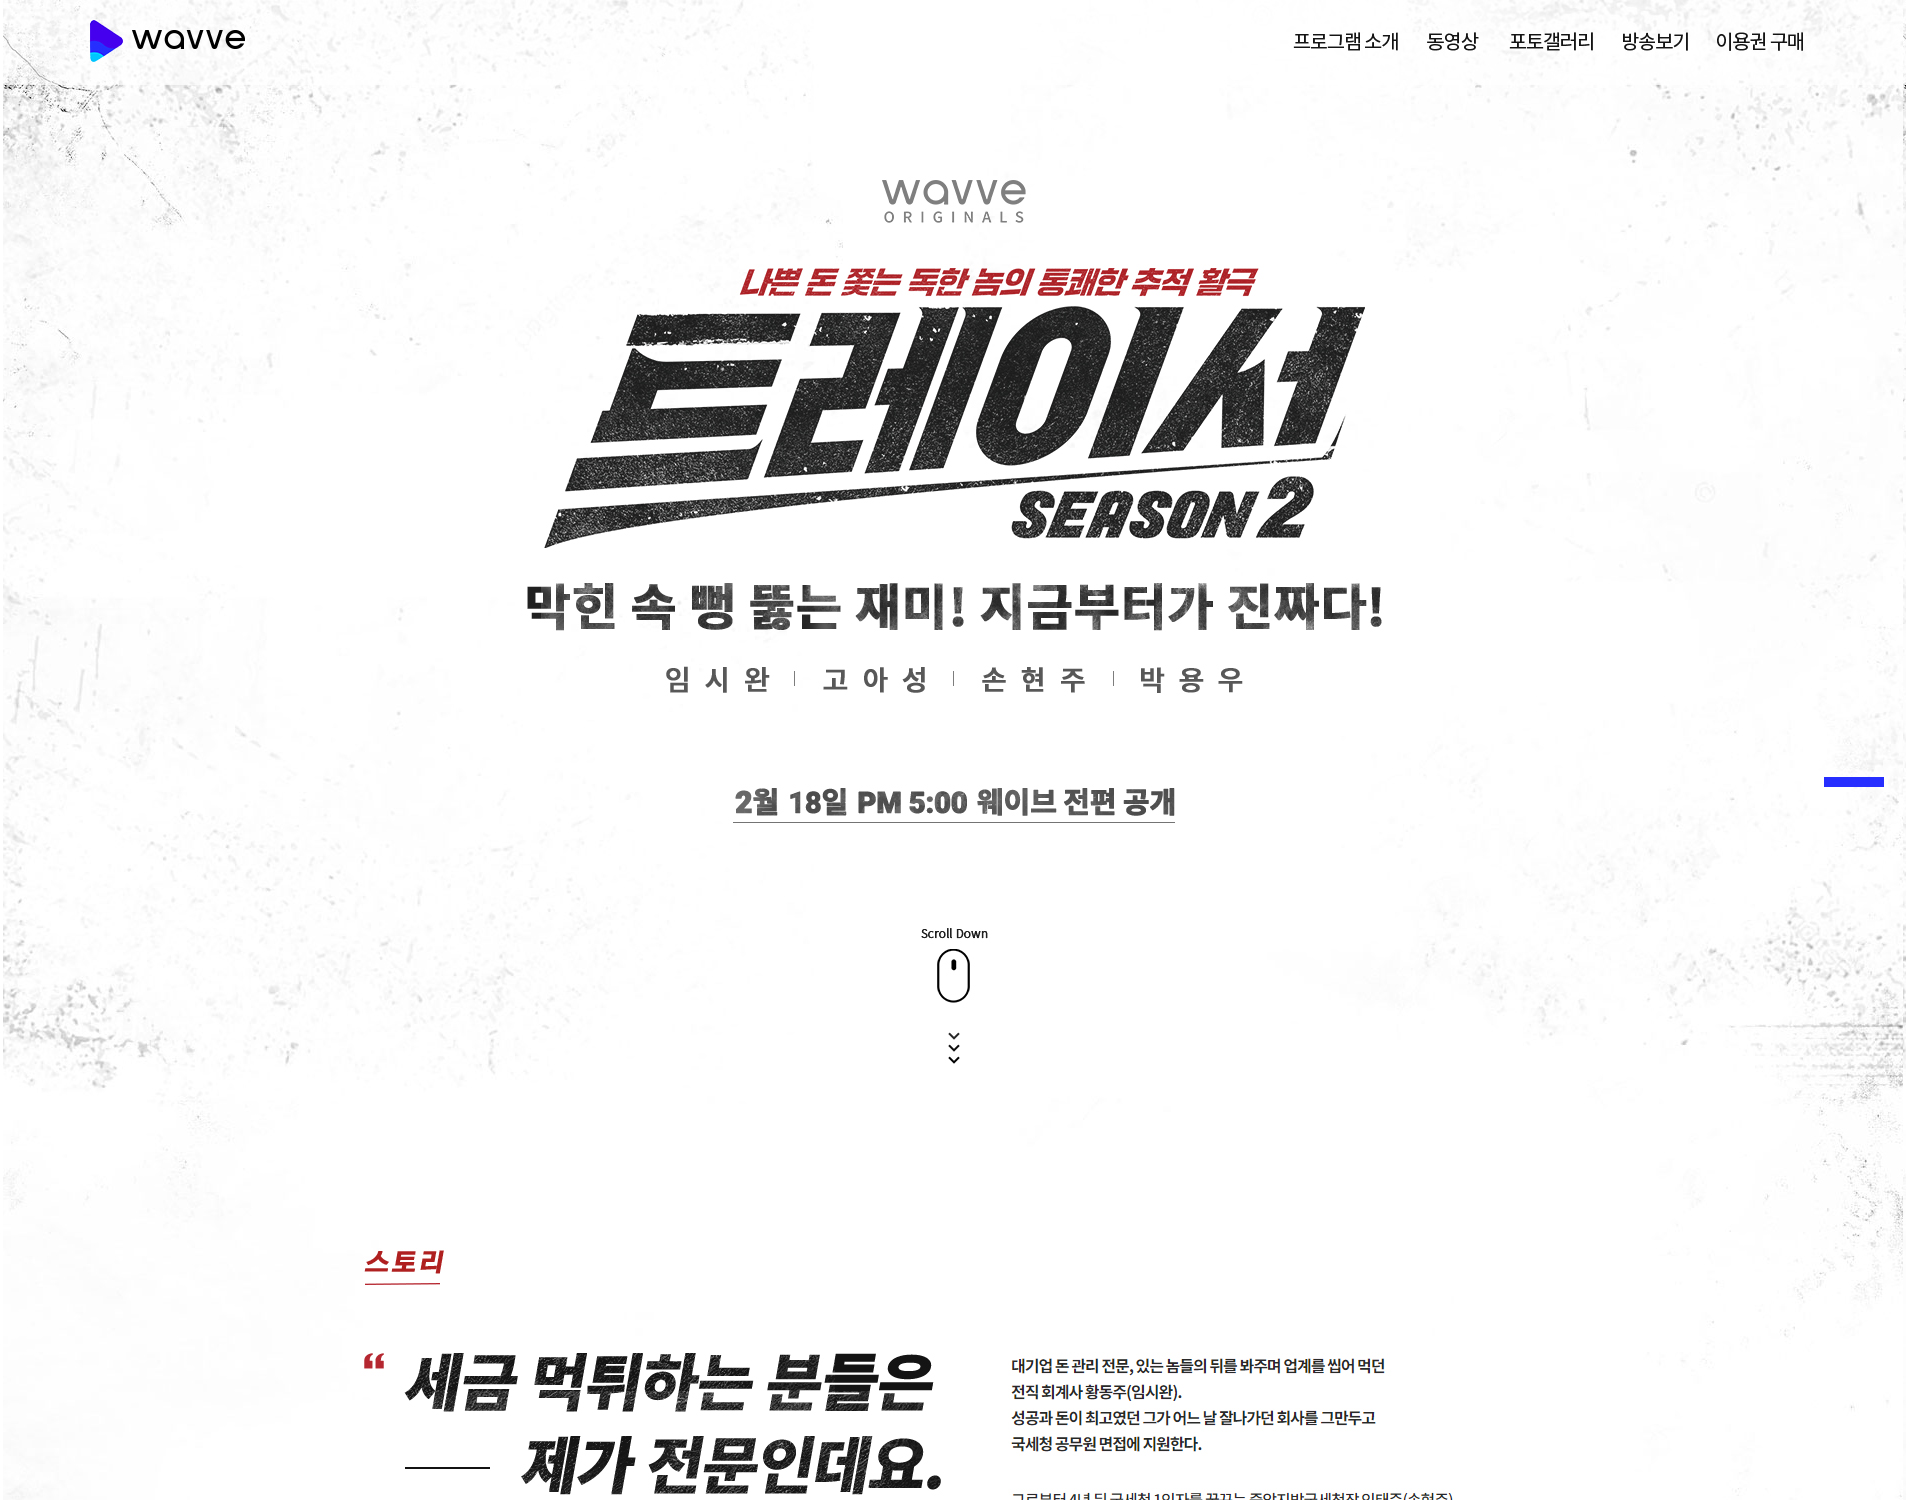 wavve
프로그램 소개 동영상 포토갤러리 방송보기 이용권 구매
wavve
ORIGINALS
나쁜 돈 쫓는 독한 놈의 통쾌한 추적 활극
트레이서
SEASON 2
막힌 속 뻥 뚫는 재미! 지금부터가 진짜다!
임시완 | 고아성 | 손현주 | 박용우
2월 18일 PM 5:00 웨이브 전편 공개
Scroll Down
스토리
“ 세금 먹튀하는 분들은
제가 전문인데요.
대기업 돈 관리 전문, 있는 놈들의 뒤를 봐주며 업계를 씹어 먹던
전직 회계사 황동주(임시완).
성공과 돈이 최고였던 그가 어느 날 잘나가던 회사를 그만두고
국세청 공무원 면접에 지원한다.